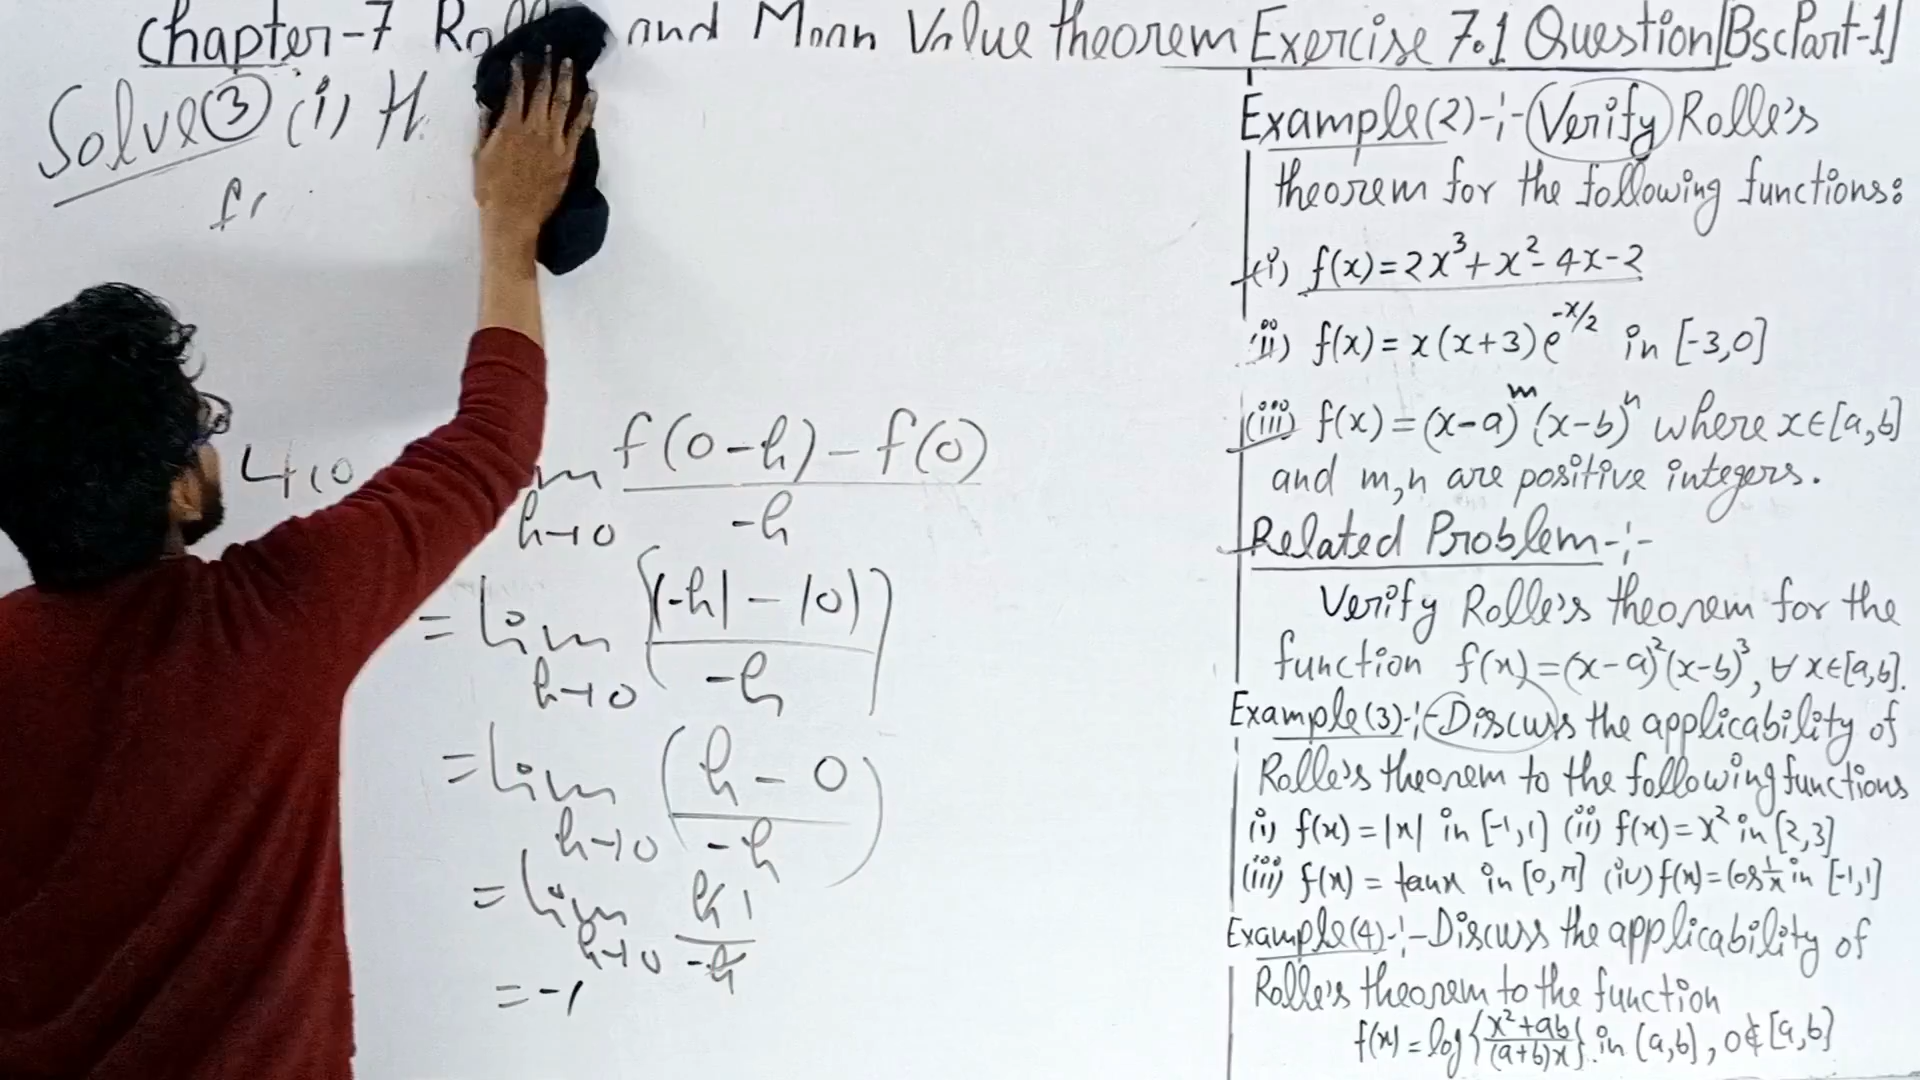 Chapter-7 and Mean Value theorem Exercise 7.1 Question [Bsc Part-1]
Solve (3) (i)
f(0-h)-f(0)
h→0 -h
= lim |-h|-|0|
h→0 -h
= lim (h-0)
h→0 -h
= lim h 1
h→0 -h
= -1
Example(2)-:- Verify Rolle's
theorem for the following functions:
(i) f(x)=2x³+x²-4x-2
(ii) f(x)=x(x+3)e^-x/2 in [-3,0]
(iii) f(x)=(x-a)^m (x-b)^n where x∈[a,b]
and m,n are positive integers.
Related Problem-:-
Verify Rolle's theorem for the
function f(x)=(x-a)²(x-b)³, ∀ x∈[a,b].
Example(3)-:-Discuss the applicability of
Rolle's theorem to the following functions
(i) f(x)=|x| in [-1,1] (ii) f(x)=x² in [2,3]
(iii) f(x) = tanx in [0,π] (iv) f(x)=Cos 1/x in [-1,1]
Example(4)-:-Discuss the applicability of
Rolle's theorem to the function
f(x)=log{x²+ab/(a+b)x} in [a,b], 0∉[a,b]